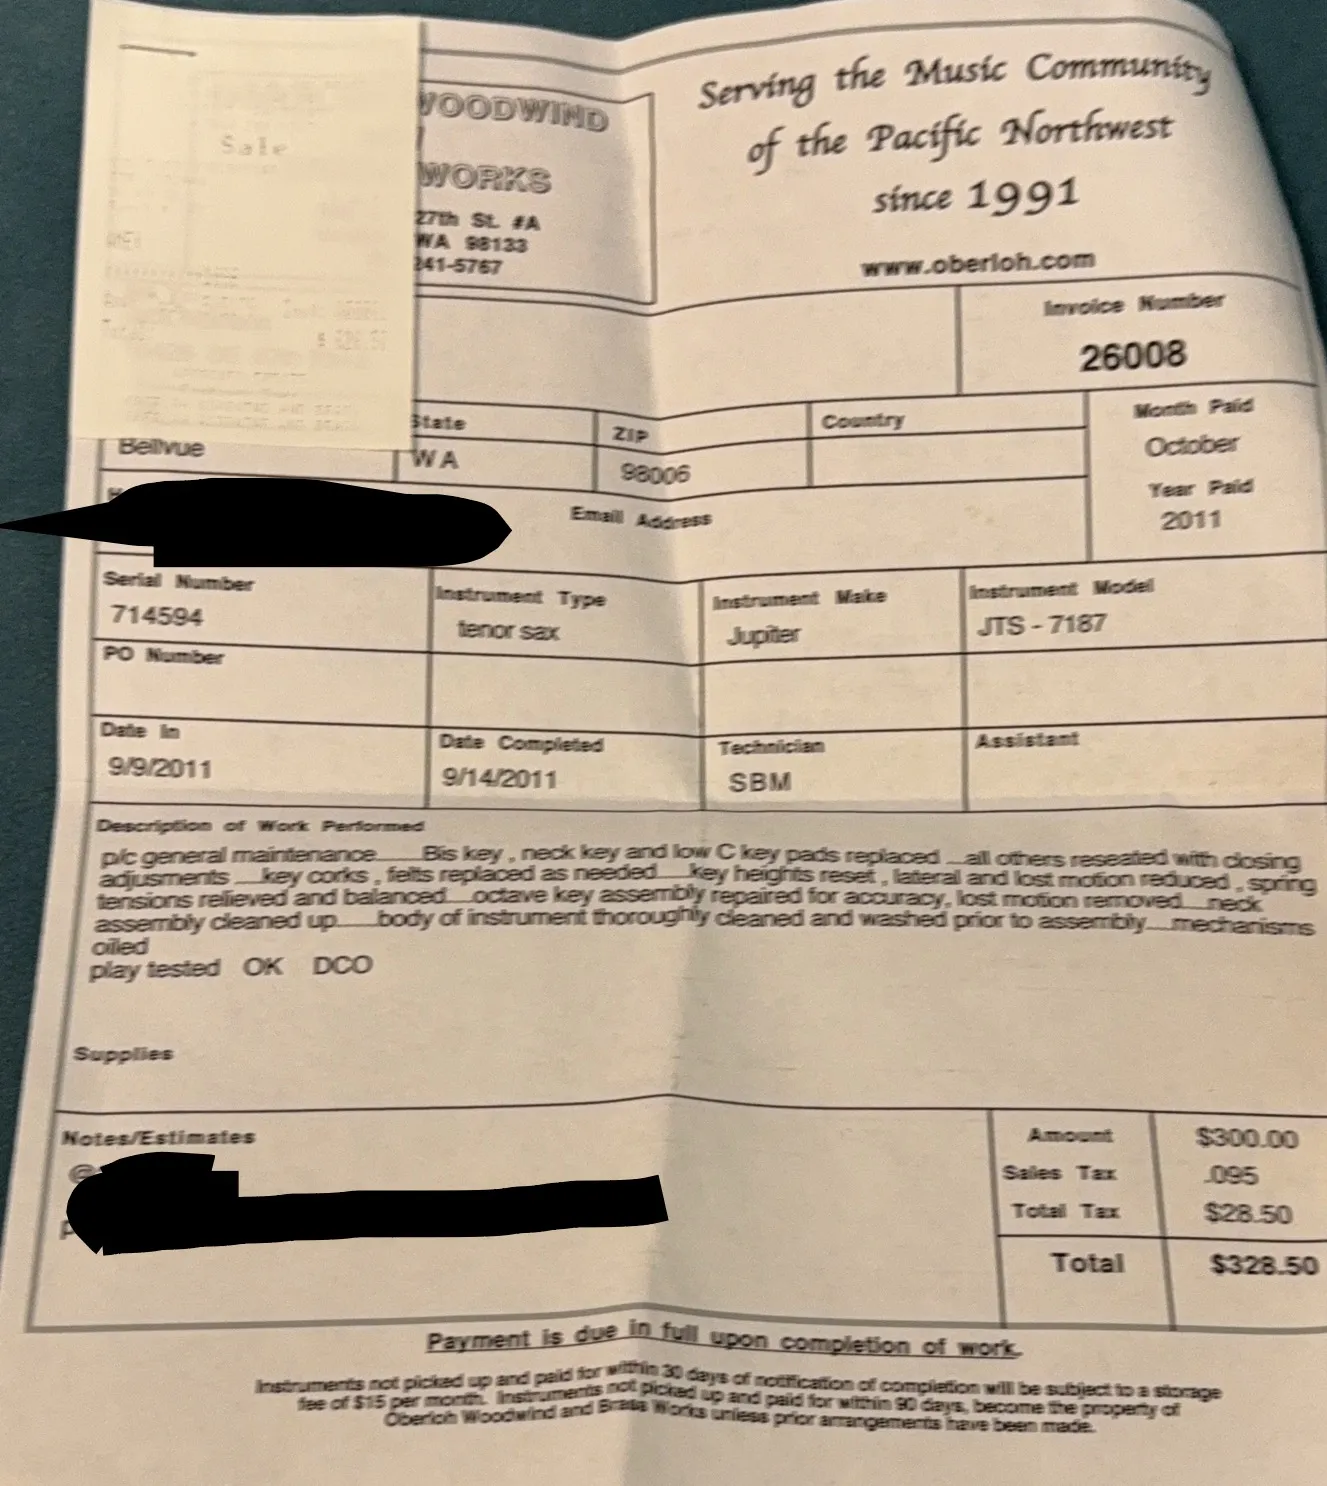 Sale
WOODWIND
WORKS
27th St. #A
WA 98133
241-5767
Serving the Music Community
of the Pacific Northwest
since 1991
www.oberloh.com
Invoice Number
26008
State
ZIP
Country
Month Paid
Bellvue
WA
98006
October
Year Paid
2011
Email Address
Serial Number
Instrument Type
Instrument Make
Instrument Model
714594
tenor sax
Jupiter
JTS - 7187
PO Number
Date In
Date Completed
Technician
Assistant
9/9/2011
9/14/2011
SBM
Description of Work Performed
p/c general maintenance.....Bis key , neck key and low C key pads replaced ...all others reseated with closing
adjusments ....key corks , felts replaced as needed.....key heights reset , lateral and lost motion reduced , spring
tensions relieved and balanced....octave key assembly repaired for accuracy, lost motion removed....neck
assembly cleaned up......body of instrument thoroughly cleaned and washed prior to assembly....mechanisms
oiled
play tested OK DCO
Supplies
Notes/Estimates
@
p
Amount $300.00
Sales Tax .095
Total Tax $28.50
Total $328.50
Payment is due in full upon completion of work.
Instruments not picked up and paid for within 30 days of notification of completion will be subject to a storage
fee of $15 per month. Instruments not picked up and paid for within 90 days, become the property of
Oberloh Woodwind and Brass Works unless prior arrangements have been made.